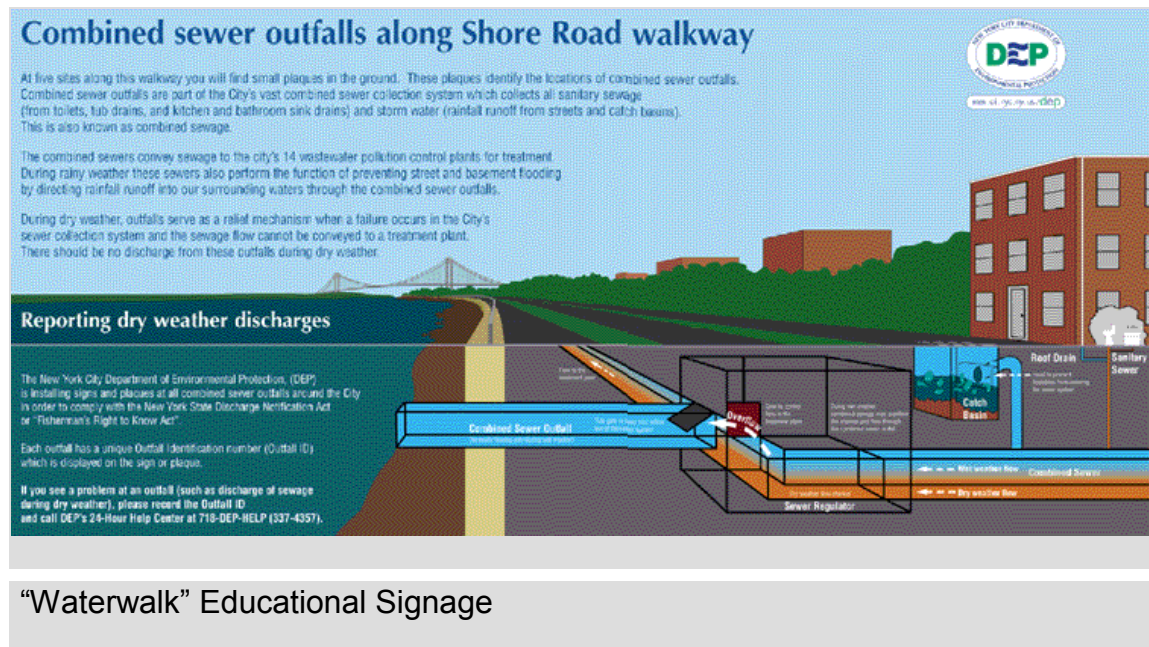 Combined sewer outfalls along Shore Road walkway
At five sites along this walkway you will find small plaques in the ground. These plaques identify the locations of combined sewer outfalls.
Combined sewer outfalls are part of the City's vast combined sewer collection system which collects all sanitary sewage
(from toilets, tub drains, and kitchen and bathroom sink drains) and storm water (rainfall runoff from streets and catch basins).
This is also known as combined sewage.
The combined sewers convey sewage to the city's 14 wastewater pollution control plants for treatment.
During rainy weather these sewers also perform the function of preventing street and basement flooding
by directing rainfall runoff into our surrounding waters through the combined sewer outfalls.
During dry weather, outfalls serve as a relief mechanism when a failure occurs in the City's
sewer collection system and the sewage flow cannot be conveyed to a treatment plant.
There should be no discharge from these outfalls during dry weather.
NEW YORK CITY DEPARTMENT OF
DEP
ENVIRONMENTAL PROTECTION
Reporting dry weather discharges
The New York City Department of Environmental Protection, (DEP)
is installing signs and placques at all combined sewer outfalls around the City
in order to comply with the New York State Discharge Notification Act
or "Fisherman's Right to Know Act".
Each outfall has a unique Outfall Identification number (Outfall ID)
which is displayed on the sign or plaque.
If you see a problem at an outfall (such as discharge of sewage
during dry weather), please record the Outfall ID
and call DEP's 24-Hour Help Center at 718-DEP-HELP (337-4357).
Combined Sewer Outfall
Overflow
Sewer Regulator
Catch
Basin
Roof Drain
Sanitary
Sewer
Wet weather flow
Combined Sewer
Dry weather flow
"Waterwalk" Educational Signage